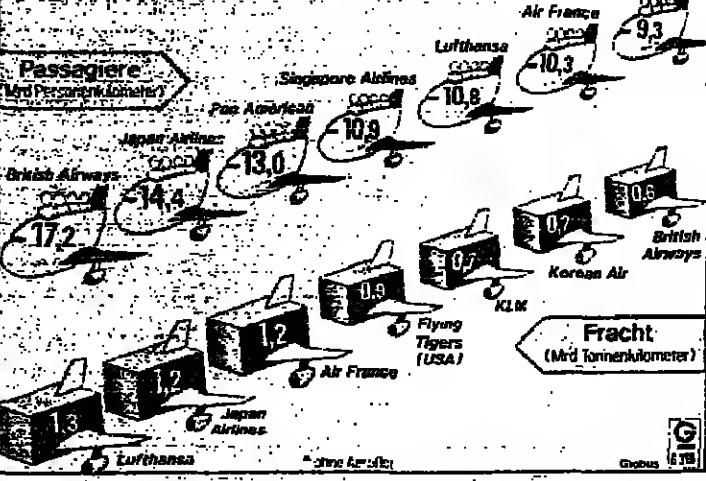 Passagiere
(Mrd Personenkilometer)
British Airways
17,2
Japan Airlines
14,4
Pan American
13,0
Singapore Airlines
10,9
Lufthansa
10,8
Air France
10,3
9,3
Fracht
(Mrd Tonnenkilometer)
1,3
Lufthansa
1,2
Japan
Airlines
1,2
Air France
0,9
Flying
Tigers
(USA)
0,7
KLM
0,7
Korean Air
0,6
British
Airways
* ohne Aeroflot
Globus
G